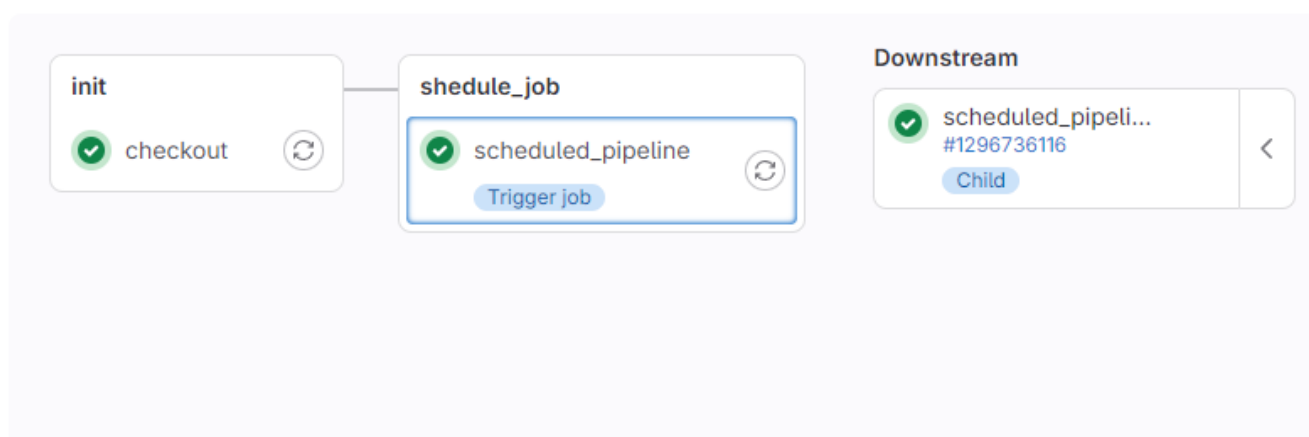 init
checkout
shedule_job
scheduled_pipeline
Trigger job
Downstream
scheduled_pipeli...
#1296736116
Child